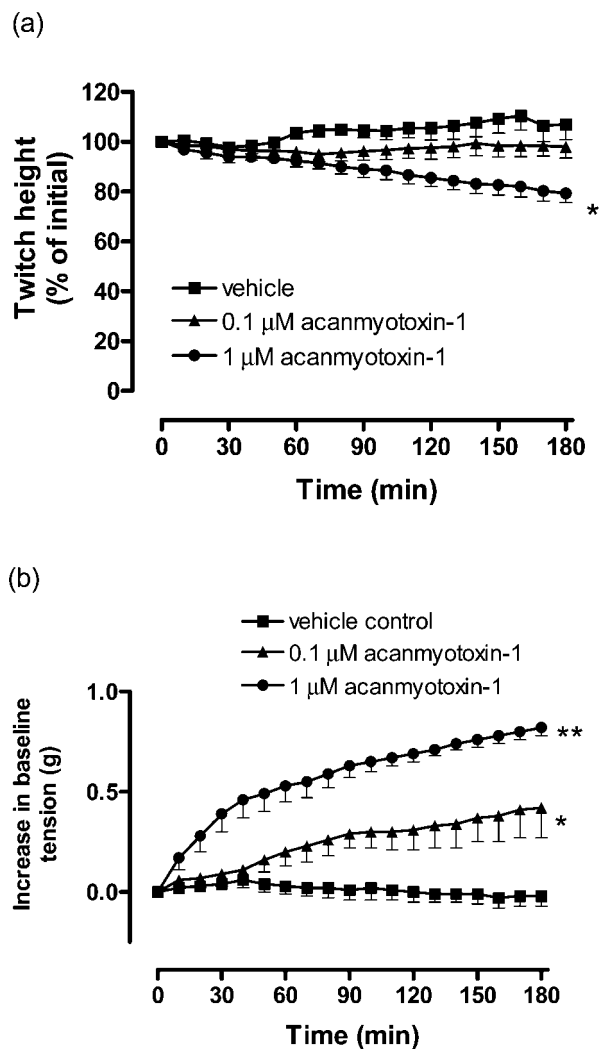 (a)
120
100
80
60
40
20
0
Twitch height
(% of initial)
*
vehicle
0.1 μM acanmyotoxin-1
1 μM acanmyotoxin-1
0 30 60 90 120 150 180
Time (min)
(b)
vehicle control
0.1 μM acanmyotoxin-1
1 μM acanmyotoxin-1
1.0
0.5
0.0
Increase in baseline
tension (g)
**
*
0 30 60 90 120 150 180
Time (min)